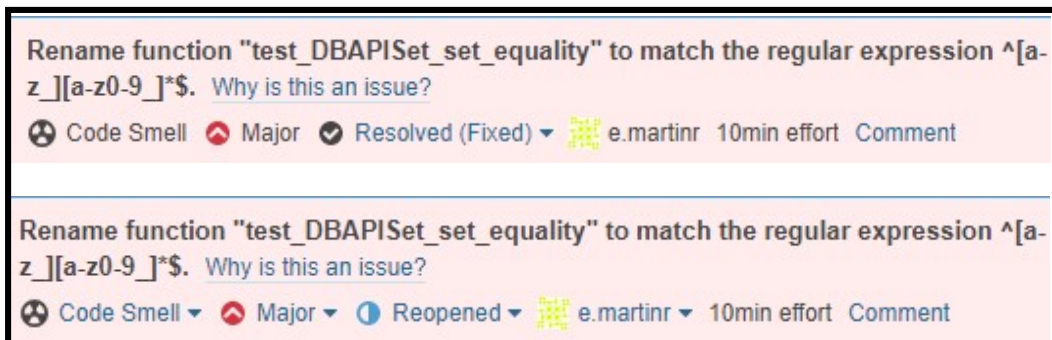 Rename function "test_DBAPISet_set_equality" to match the regular expression ^[a-
z_][a-z0-9_]*$. Why is this an issue?
Code Smell Major Resolved (Fixed) e.martinr 10min effort Comment
Rename function "test_DBAPISet_set_equality" to match the regular expression ^[a-
z_][a-z0-9_]*$. Why is this an issue?
Code Smell Major Reopened e.martinr 10min effort Comment